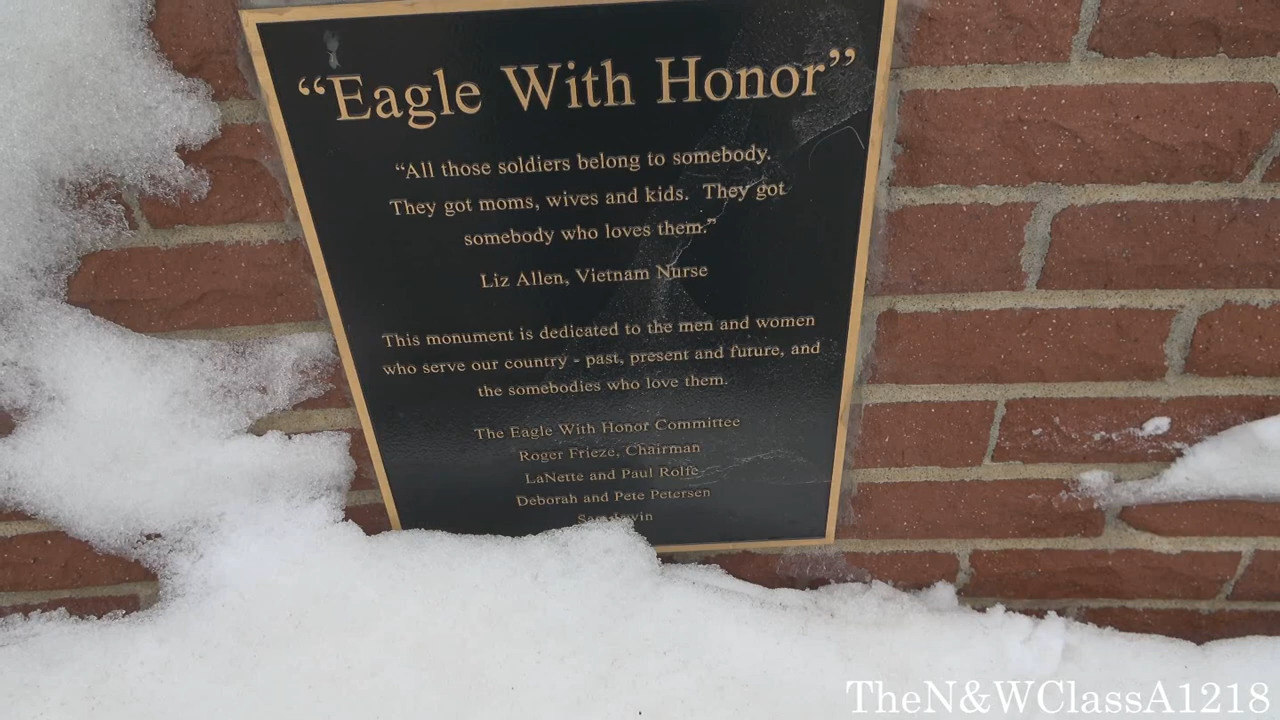 “Eagle With Honor”
“All those soldiers belong to somebody.
They got moms, wives and kids. They got
somebody who loves them.”
Liz Allen, Vietnam Nurse
This monument is dedicated to the men and women
who serve our country - past, present and future, and
the somebodies who love them.
The Eagle With Honor Committee
Roger Frieze, Chairman
LaNette and Paul Rolfe
Deborah and Pete Petersen
TheN&WClassA1218